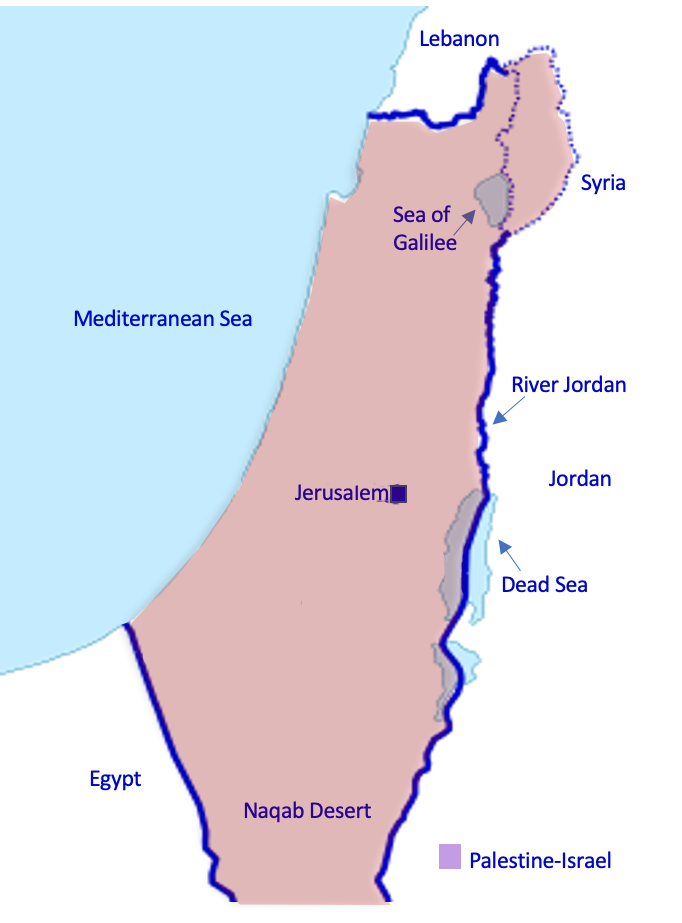 Lebanon
Syria
Sea of
Galilee
Mediterranean Sea
River Jordan
Jordan
Jerusalem
Dead Sea
Egypt
Naqab Desert
Palestine-Israel